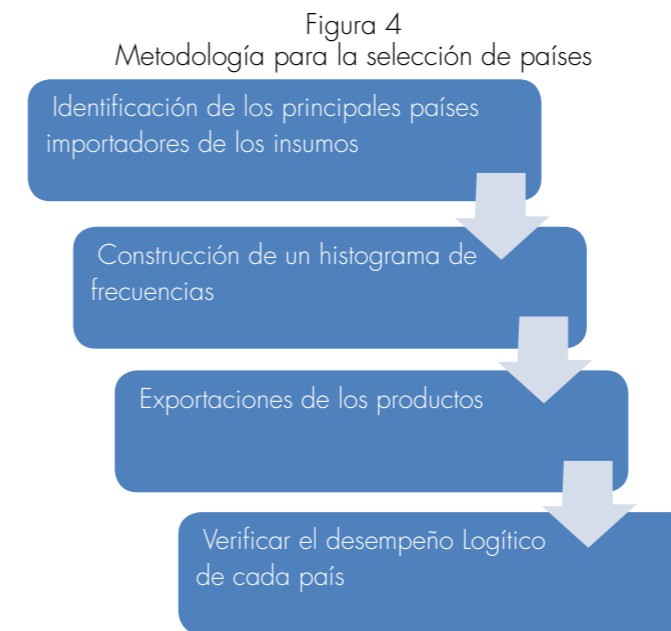 Figura 4
Metodología para la selección de países
Identificación de los principales países
importadores de los insumos
Construcción de un histograma de
frecuencias
Exportaciones de los productos
Verificar el desempeño Logítico
de cada país